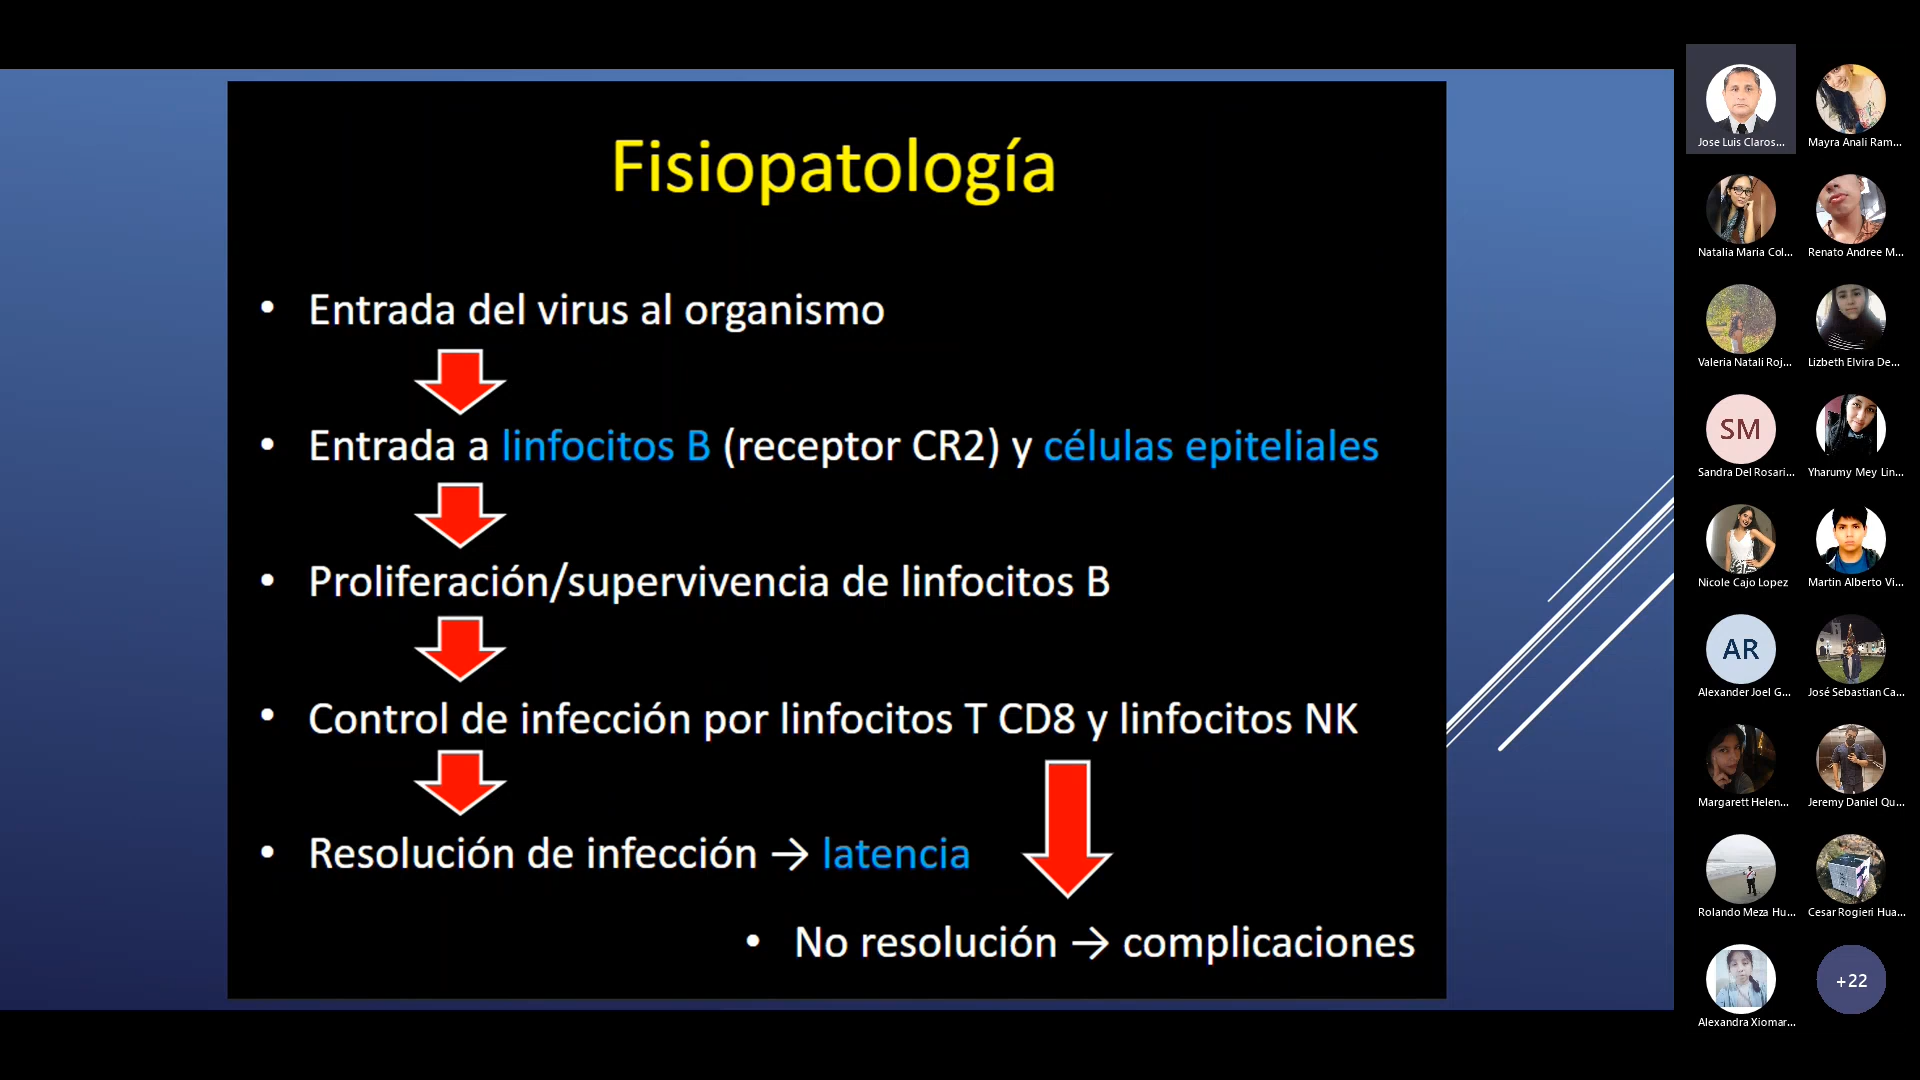 Fisiopatología
• Entrada del virus al organismo
• Entrada a linfocitos B (receptor CR2) y células epiteliales
• Proliferación/supervivencia de linfocitos B
• Control de infección por linfocitos T CD8 y linfocitos NK
• Resolución de infección → latencia
• No resolución → complicaciones
Jose Luis Claros...
Mayra Anali Ram...
Natalia Maria Col...
Renato Andree M...
Valeria Natali Roj...
Lizbeth Elvira De...
SM
Sandra Del Rosari...
Yharumy Mey Lin...
Nicole Cajo Lopez
Martin Alberto Vi...
AR
Alexander Joel G...
José Sebastian Ca...
Margarett Helen...
Jeremy Daniel Qu...
Rolando Meza Hu...
Cesar Rogieri Hua...
Alexandra Xiomar...
+22